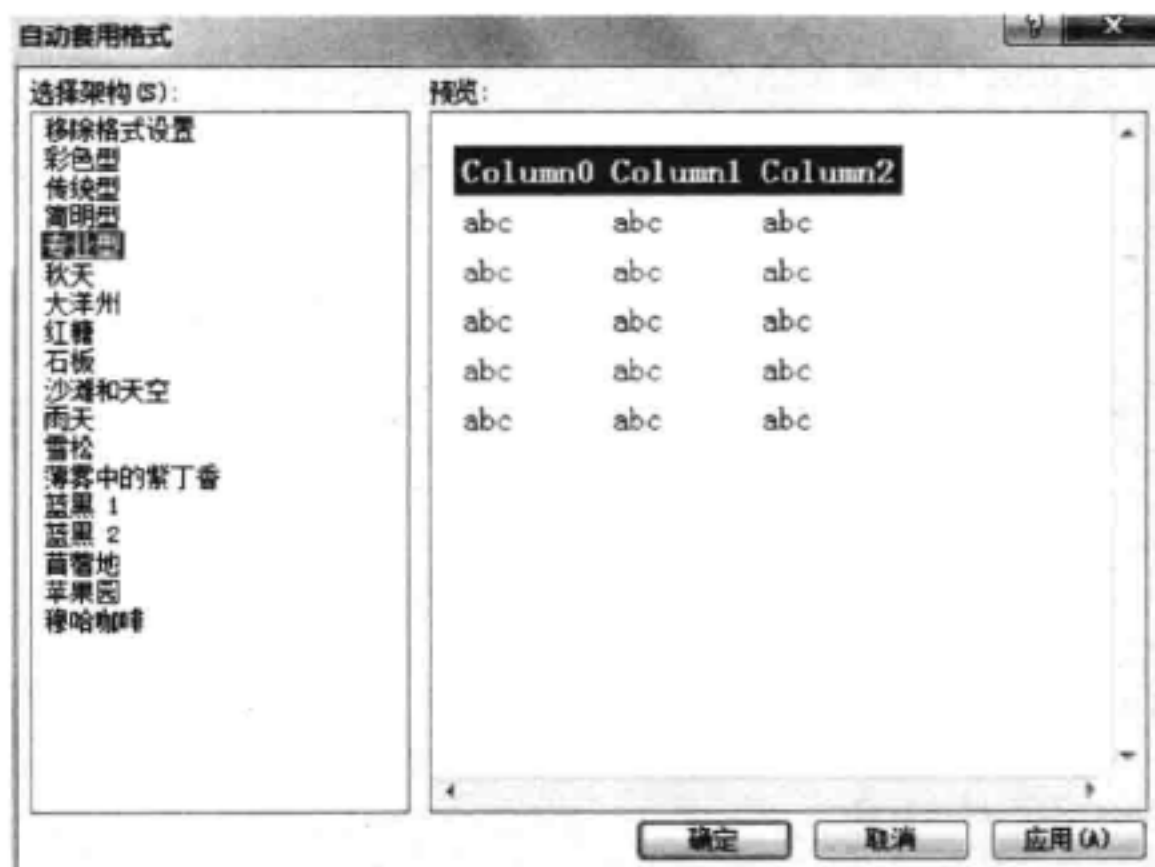 自动套用格式
选择架构(S):
移除格式设置
彩色型
传统型
简明型
专业型
秋天
大洋州
红糖
石板
沙滩和天空
雨天
雪松
薄雾中的紫丁香
蓝黑 1
蓝黑 2
苜蓿地
苹果园
穆哈咖啡
预览:
Column0 Column1 Column2
abc abc abc
abc abc abc
abc abc abc
abc abc abc
abc abc abc
确定 取消 应用(A)